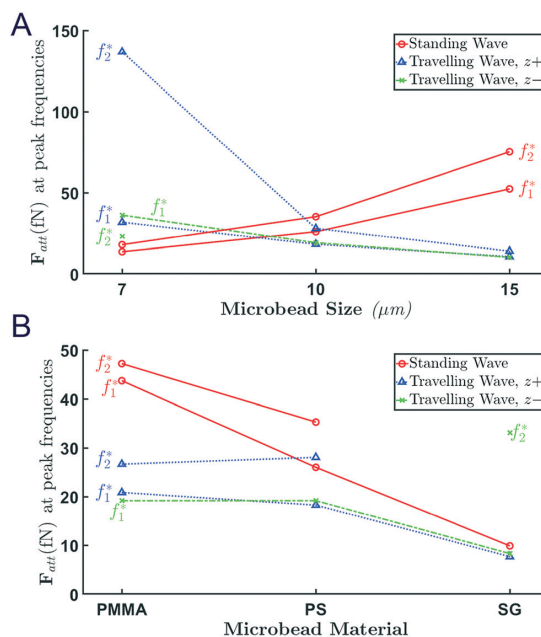 A
150
100
50
0
F_att(fN) at peak frequencies
Standing Wave
Travelling Wave, z+
Travelling Wave, z−
f₂*
f₁*
f₁*
f₂*
f₂*
f₁*
7
10
15
Microbead Size (μm)
B
50
40
30
20
10
0
F_att(fN) at peak frequencies
Standing Wave
Travelling Wave, z+
Travelling Wave, z−
f₂*
f₁*
f₂*
f₁*
f₁*
f₂*
PMMA
PS
SG
Microbead Material